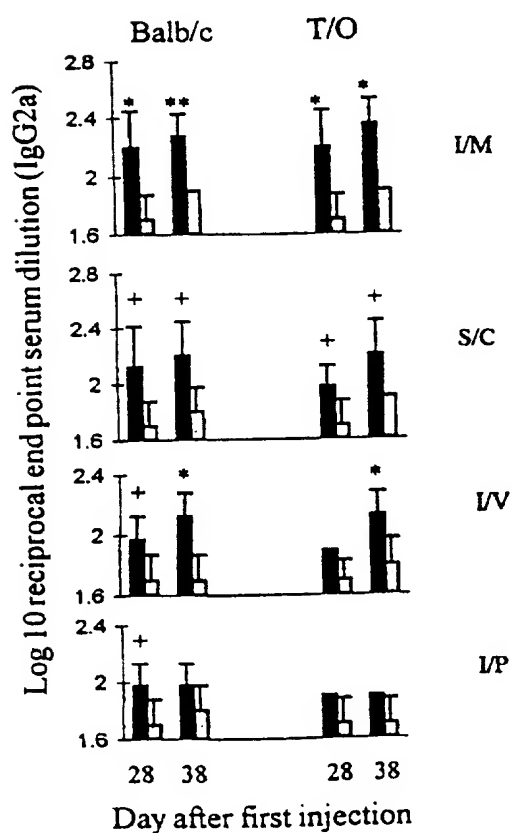 Balb/c T/O
Log10 reciprocal end point serum dilution (IgG2a)
2.8
* ** * *
2.4
2
1.6
I/M
2.8
+ + + +
2.4
2
1.6
S/C
2.4
+ * *
2
1.6
I/V
2.4
+
2
1.6
I/P
28 38 28 38
Day after first injection